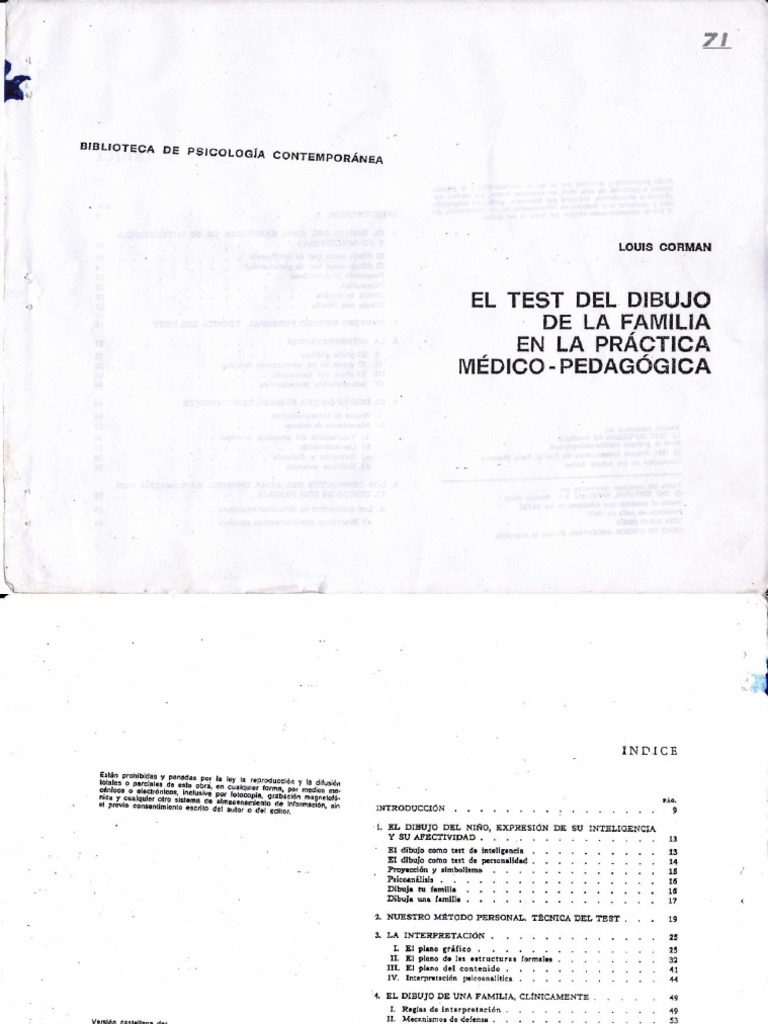 71
BIBLIOTECA DE PSICOLOGÍA CONTEMPORÁNEA
LOUIS CORMAN
EL TEST DEL DIBUJO
DE LA FAMILIA
EN LA PRÁCTICA
MÉDICO-PEDAGÓGICA
Están prohibidas y penadas por la ley la reproducción y la difusión
totales o parciales de esta obra, en cualquier forma, por medios me-
cánicos o electrónicos, inclusive por fotocopia, grabación magnetofó-
nica y cualquier otro sistema de almacenamiento de información, sin
el previo consentimiento escrito del autor o del editor.
Versión castellana de:
INDICE
PÁG.
INTRODUCCIÓN . . . . . . . . . . . . . . . . . 9
1. EL DIBUJO DEL NIÑO, EXPRESIÓN DE SU INTELIGENCIA
Y SU AFECTIVIDAD . . . . . . . . . . . . . . . 13
El dibujo como test de inteligencia . . . . . . . . . . 13
El dibujo como test de personalidad . . . . . . . . . . 14
Proyección y simbolismo . . . . . . . . . . . . . 15
Psicoanálisis . . . . . . . . . . . . . . . . . 16
Dibuja tu familia . . . . . . . . . . . . . . . 16
Dibuja una familia . . . . . . . . . . . . . . . 17
2. NUESTRO MÉTODO PERSONAL. TÉCNICA DEL TEST . . . 19
3. LA INTERPRETACIÓN . . . . . . . . . . . . . . 25
I. El plano gráfico . . . . . . . . . . . . . . 25
II. El plano de las estructuras formales . . . . . . . . 32
III. El plano del contenido . . . . . . . . . . . . 41
IV. Interpretación psicoanalítica . . . . . . . . . . 44
4. EL DIBUJO DE UNA FAMILIA, CLÍNICAMENTE . . . . . 49
I. Reglas de interpretación . . . . . . . . . . . . 49
II. Mecanismos de defensa . . . . . . . . . . . . 53